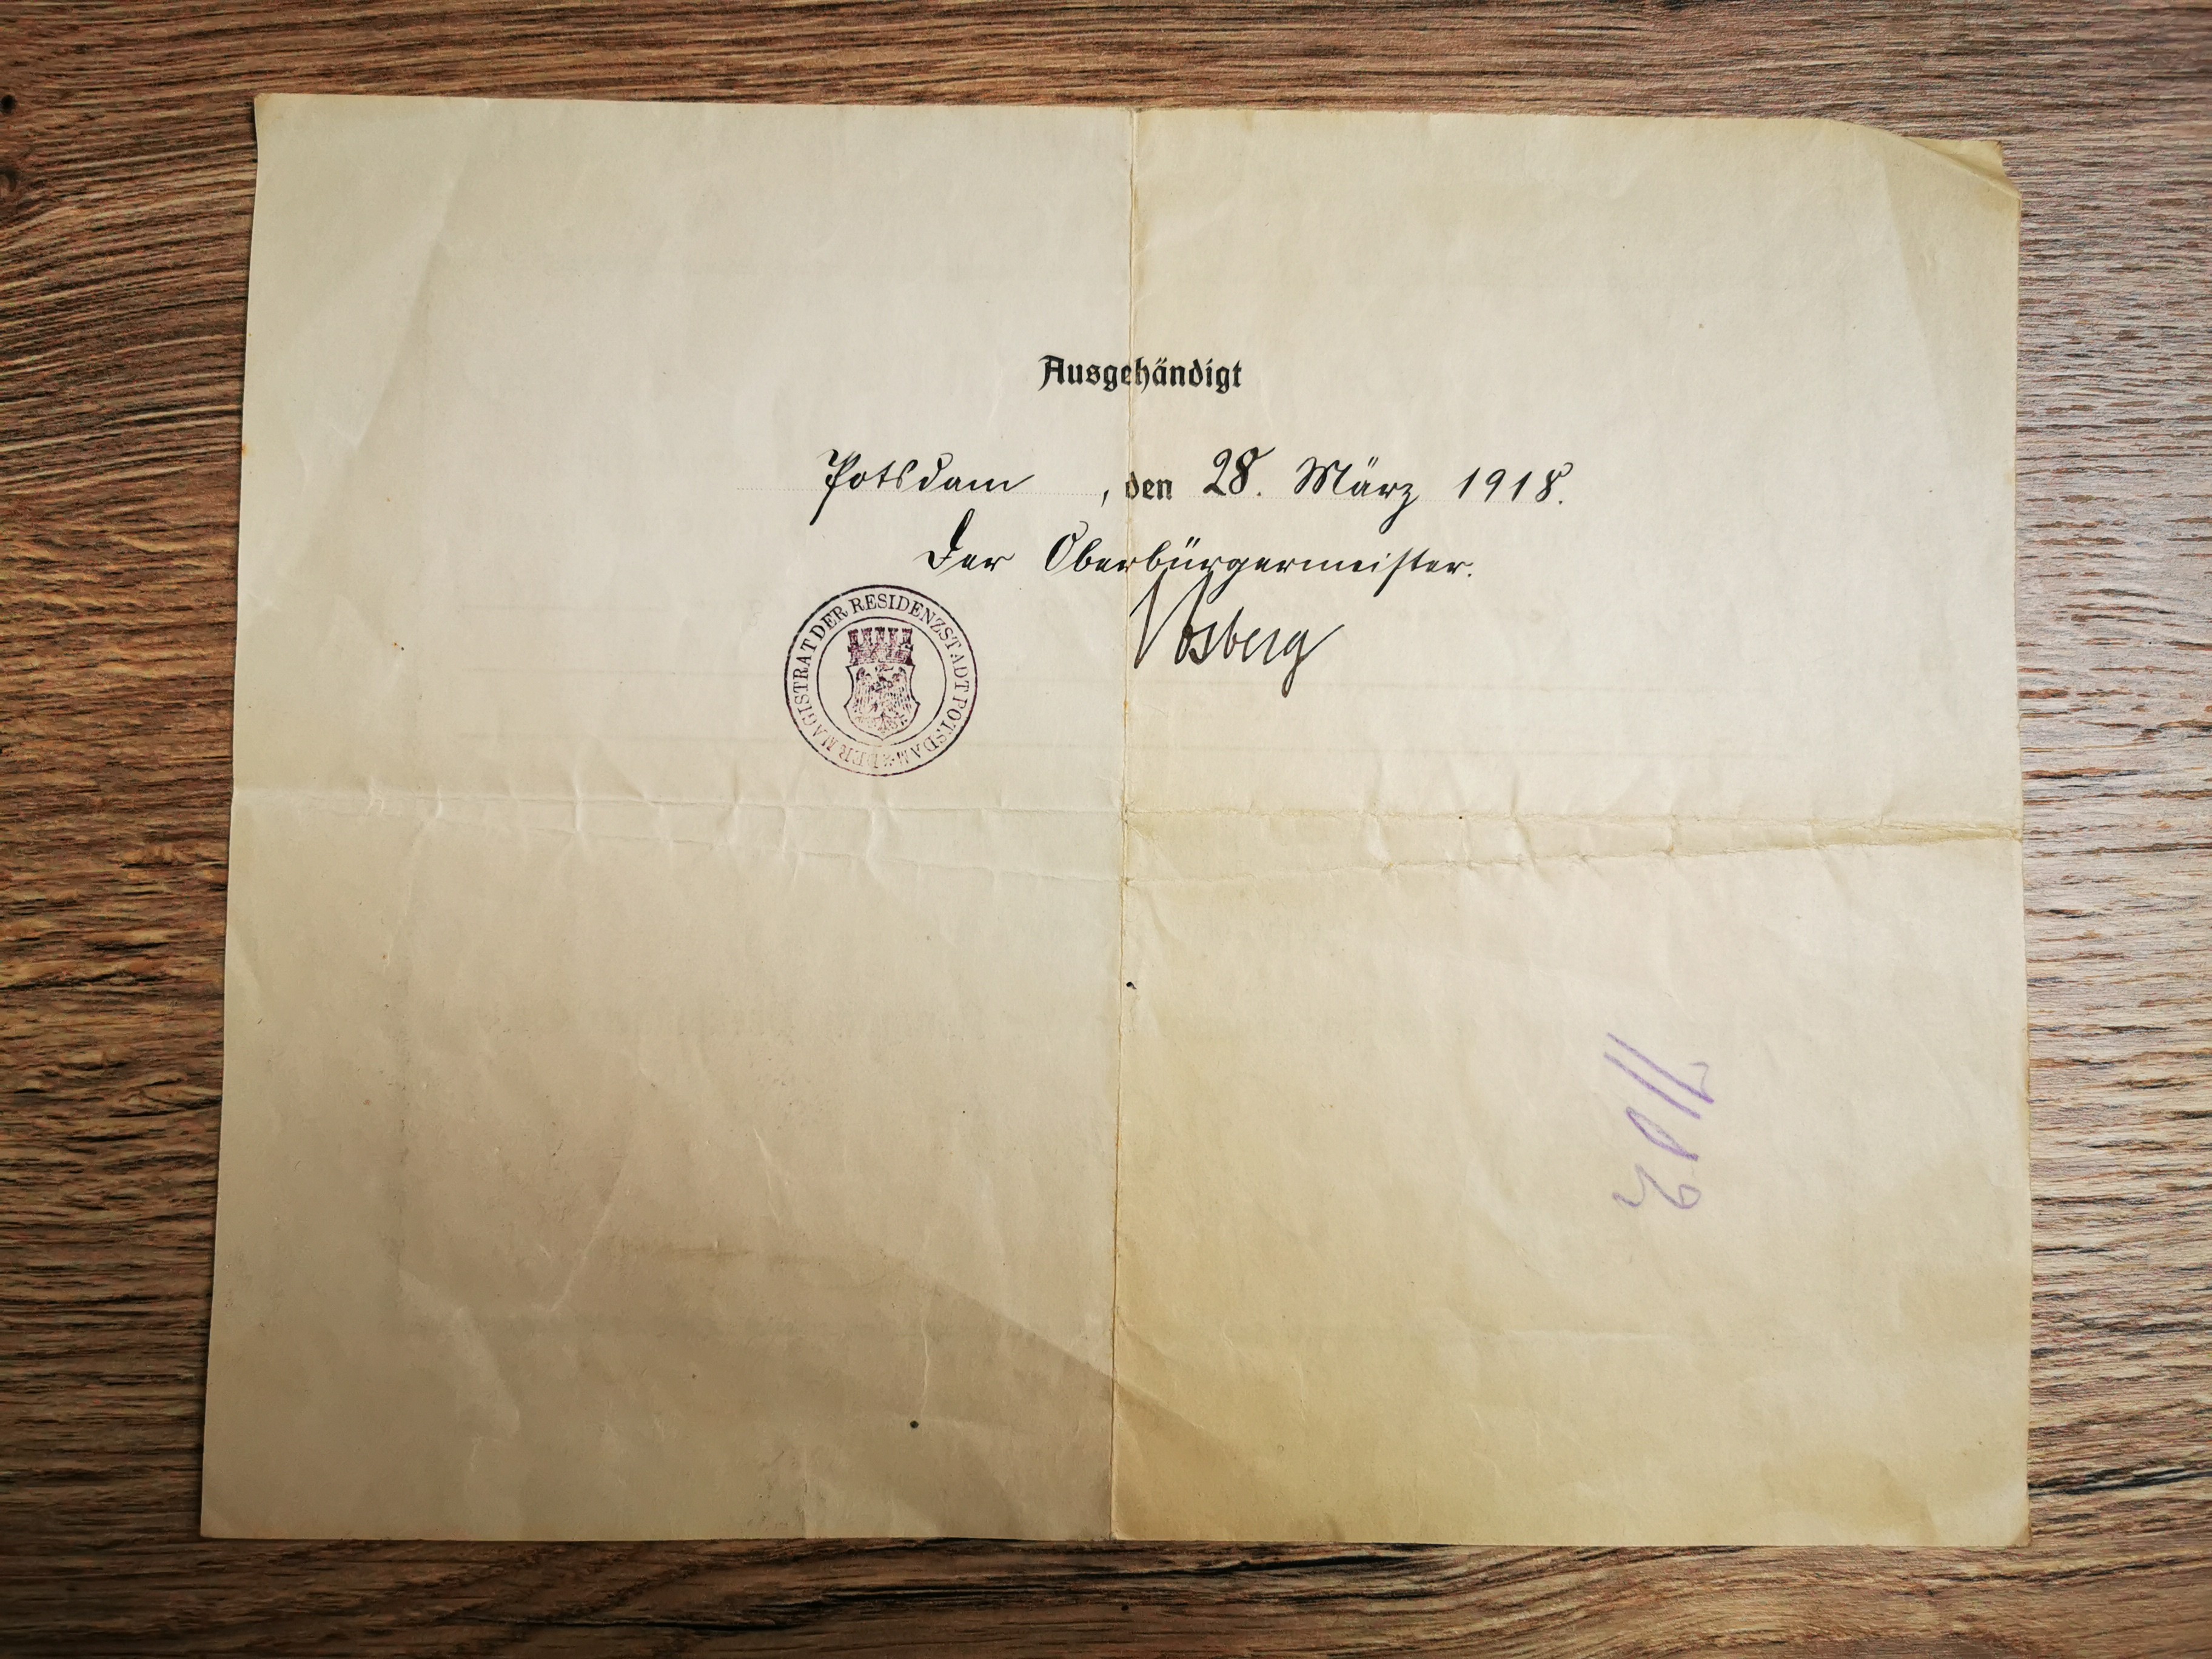 Ausgehändigt
Potsdam, den 28. März 1918.
Der Oberbürgermeister.
Vosberg
DER MAGISTRAT DER RESIDENZSTADT POTSDAM